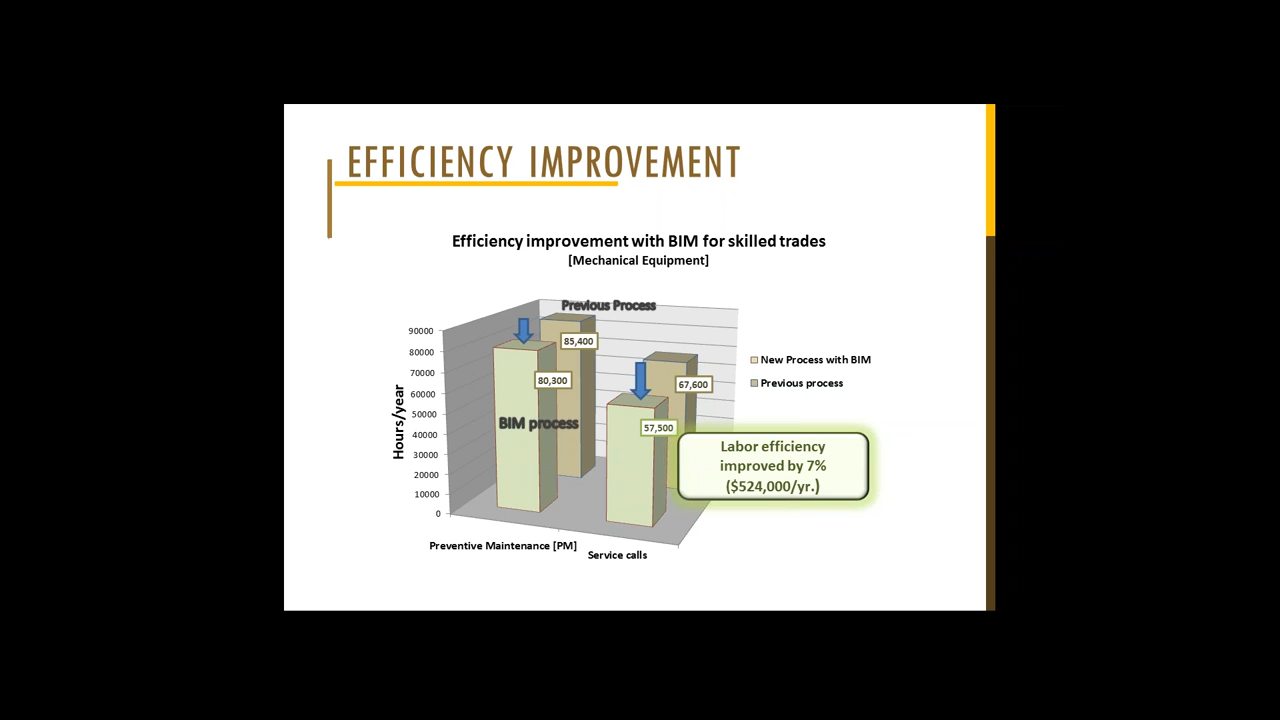 EFFICIENCY IMPROVEMENT
Efficiency improvement with BIM for skilled trades
[Mechanical Equipment]
Previous Process
90000
80000
70000
60000
50000
40000
30000
20000
10000
0
Hours/year
85,400
80,300
67,600
57,500
BIM process
New Process with BIM
Previous process
Labor efficiency
improved by 7%
($524,000/yr.)
Preventive Maintenance [PM]
Service calls